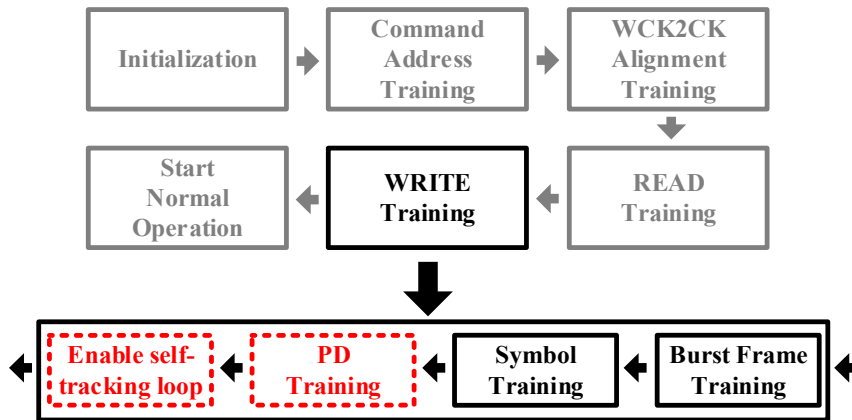 Initialization
Command
Address
Training
WCK2CK
Alignment
Training
Start
Normal
Operation
WRITE
Training
READ
Training
Enable self-
tracking loop
PD
Training
Symbol
Training
Burst Frame
Training